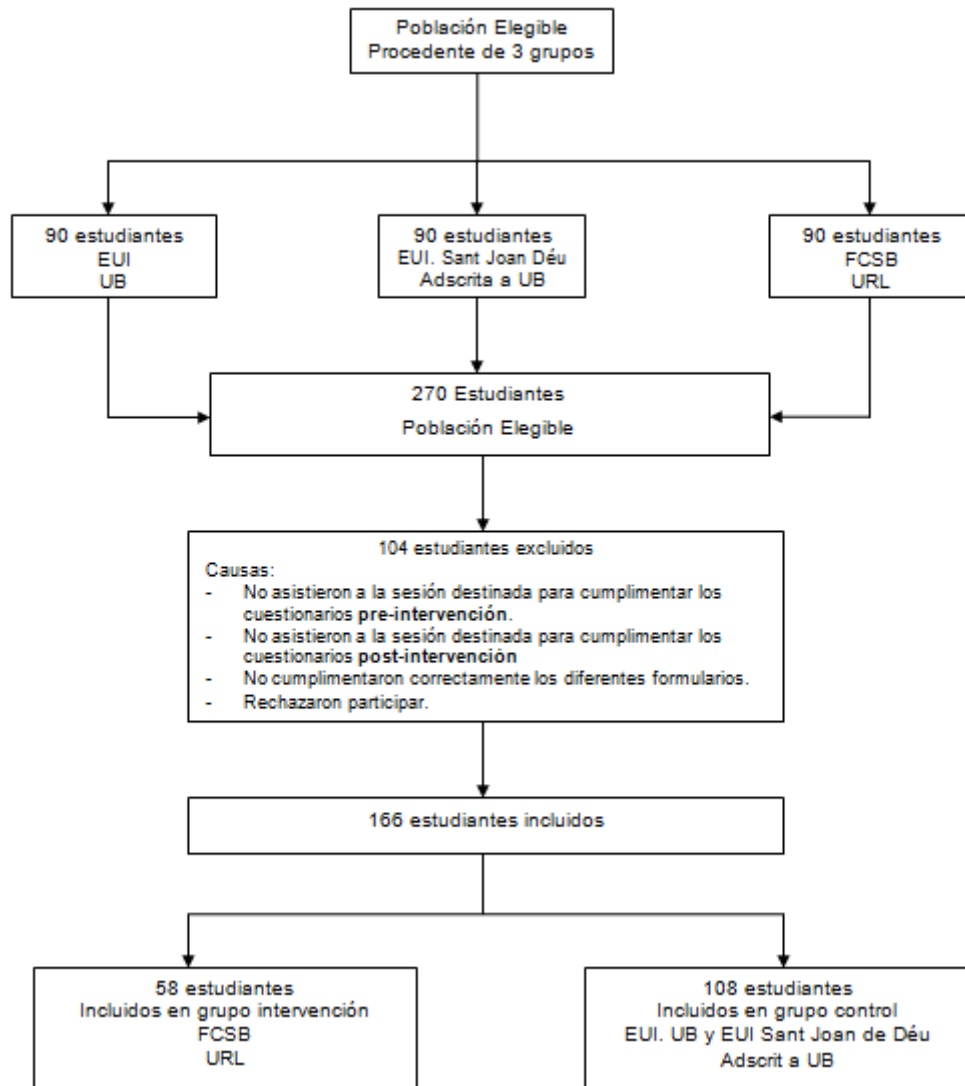 Población Elegible
Procedente de 3 grupos
90 estudiantes
EUI
UB
90 estudiantes
EUI. Sant Joan Déu
Adscrita a UB
90 estudiantes
FCSB
URL
270 Estudiantes
Población Elegible
104 estudiantes excluidos
Causas:
- No asistieron a la sesión destinada para cumplimentar los
cuestionarios pre-intervención.
- No asistieron a la sesión destinada para cumplimentar los
cuestionarios post-intervención
- No cumplimentaron correctamente los diferentes formularios.
- Rechazaron participar.
166 estudiantes incluidos
58 estudiantes
Incluidos en grupo intervención
FCSB
URL
108 estudiantes
Incluidos en grupo control
EUI. UB y EUI Sant Joan de Déu
Adscrit a UB